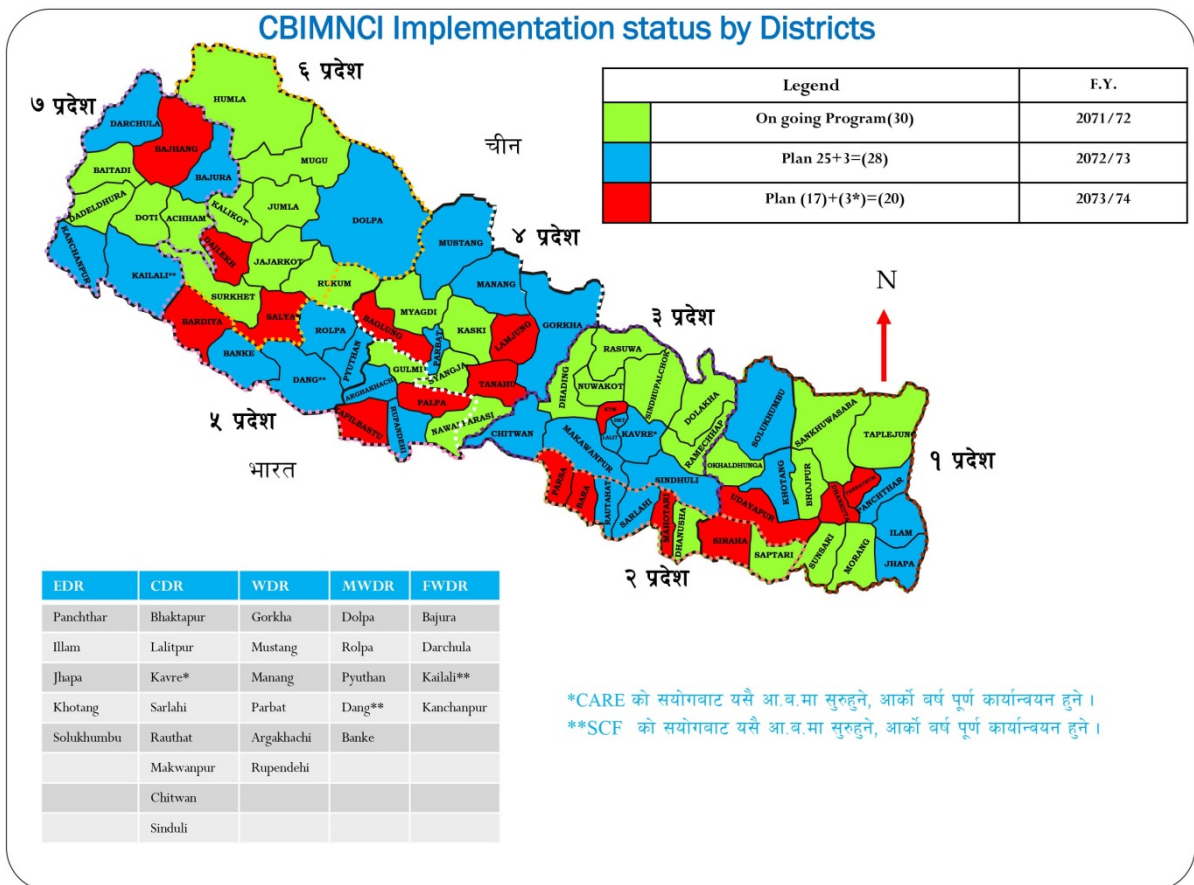 CBIMNCI Implementation status by Districts
६ प्रदेश
७ प्रदेश
चीन
४ प्रदेश
३ प्रदेश
५ प्रदेश
भारत
१ प्रदेश
२ प्रदेश
N
Legend F.Y.
On going Program(30) 2071/72
Plan 25+3=(28) 2072/73
Plan (17)+(3*)=(20) 2073/74
HUMLA
DARCHULA
BAJHANG
BAITADI
BAJURA
MUGU
DADELDHURA
DOTI
ACHHAM
KALIKOT
JUMLA
DOLPA
KANCHANPUR
KAILALI**
DAILEKH
JAJARKOT
MUSTANG
SURKHET
RUKUM
MANANG
BARDIYA
SALYA
ROLPA
BAGLUNG
MYAGDI
KASKI
LAMJUNG
GORKHA
BANKE
DANG**
PYUTHAN
PARBAT
GULMI
SYANGJA
TANAHU
ARGHAKHACHI
PALPA
RUPANDEHI
CHITWAN
DHADING
RASUWA
NUWAKOT
SINDHUPALCHOK
DOLAKHA
RAMECHHAP
KTM
LALIT
KAVRE*
MAKAWANPUR
SINDHULI
PARSA
BARA
RAUTAHAT
SARLAHI
MAHOTARI
DHANUSHA
SIRAHA
SAPTARI
SOLUKHUMBU
OKHALDHUNGA
KHOTANG
BHOJPUR
SANKHUWASABA
TAPLEJUNG
UDAYAPUR
PANCHTHAR
ILAM
JHAPA
SUNSARI
MORANG
EDR CDR WDR MWDR FWDR
Panchthar Bhaktapur Gorkha Dolpa Bajura
Illam Lalitpur Mustang Rolpa Darchula
Jhapa Kavre* Manang Pyuthan Kailali**
Khotang Sarlahi Parbat Dang** Kanchanpur
Solukhumbu Rauthat Argakhachi Banke
Makwanpur Rupendehi
Chitwan
Sinduli
*CARE को सयोगबाट यसै आ.ब.मा सुरुहुने, आर्को बर्ष पूर्ण कार्यान्वयन हुने ।
**SCF को सयोगबाट यसै आ.ब.मा सुरुहुने, आर्को बर्ष पूर्ण कार्यान्वयन हुने ।